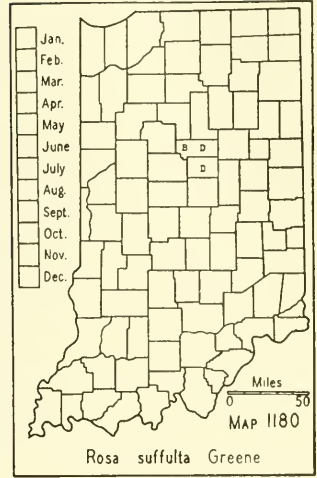 Jan.
Feb.
Mar.
Apr.
May
June
July
Aug.
Sept.
Oct.
Nov.
Dec.
B D
D
Miles
0 50
MAP 1180
Rosa suffulta Greene